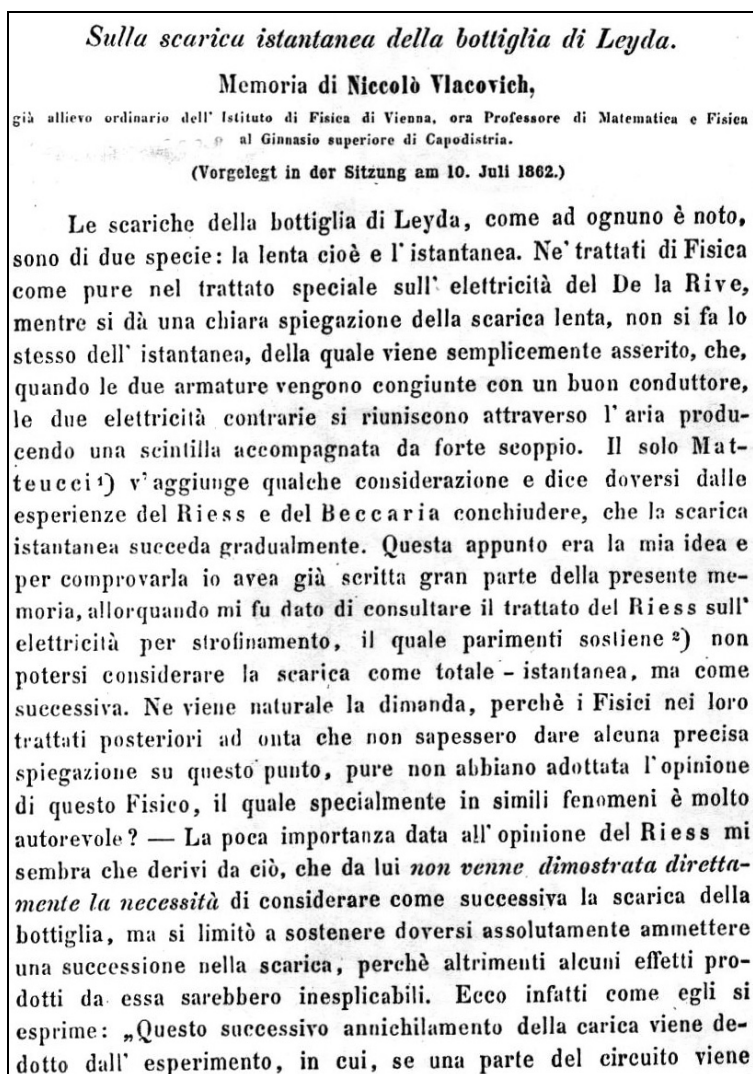 Sulla scarica istantanea della bottiglia di Leyda.
Memoria di Niccolò Vlacovich,
già allievo ordinario dell' Istituto di Fisica di Vienna, ora Professore di Matematica e Fisica
al Ginnasio superiore di Capodistria.
(Vorgelegt in der Sitzung am 10. Juli 1862.)
Le scariche della bottiglia di Leyda, come ad ognuno è noto,
sono di due specie: la lenta cioè e l'istantanea. Ne' trattati di Fisica
come pure nel trattato speciale sull' elettricità del De la Rive,
mentre si dà una chiara spiegazione della scarica lenta, non si fa lo
stesso dell' istantanea, della quale viene semplicemente asserito, che,
quando le due armature vengono congiunte con un buon conduttore,
le due elettricità contrarie si riuniscono attraverso l' aria produ-
cendo una scintilla accompagnata da forte scoppio. Il solo Mat-
teucci ¹) v' aggiunge qualche considerazione e dice doversi dalle
esperienze del Riess e del Beccaria conchiudere, che la scarica
istantanea succeda gradualmente. Questa appunto era la mia idea e
per comprovarla io avea già scritta gran parte della presente me-
moria, allorquando mi fu dato di consultare il trattato del Riess sull'
elettricità per strofinamento, il quale parimenti sostiene ²) non
potersi considerare la scarica come totale - istantanea, ma come
successiva. Ne viene naturale la dimanda, perchè i Fisici nei loro
trattati posteriori ad onta che non sapessero dare alcuna precisa
spiegazione su questo punto, pure non abbiano adottata l'opinione
di questo Fisico, il quale specialmente in simili fenomeni è molto
autorevole? — La poca importanza data all' opinione del Riess mi
sembra che derivi da ciò, che da lui non venne dimostrata diretta-
mente la necessità di considerare come successiva la scarica della
bottiglia, ma si limitò a sostenere doversi assolutamente ammettere
una successione nella scarica, perchè altrimenti alcuni effetti pro-
dotti da essa sarebbero inesplicabili. Ecco infatti come egli si
esprime: „Questo successivo annichilamento della carica viene de-
dotto dall' esperimento, in cui, se una parte del circuito viene